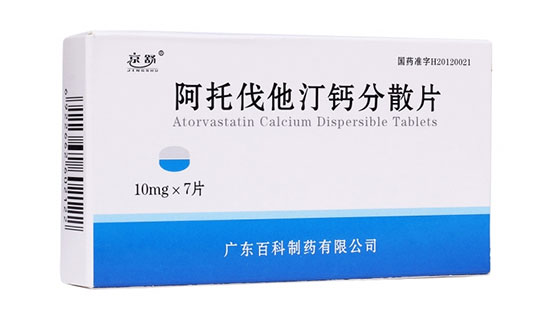 京舒®
JINGSHU
国药准字H20120021
阿托伐他汀钙分散片
Atorvastatin Calcium Dispersible Tablets
10mg×7片
广东百科制药有限公司